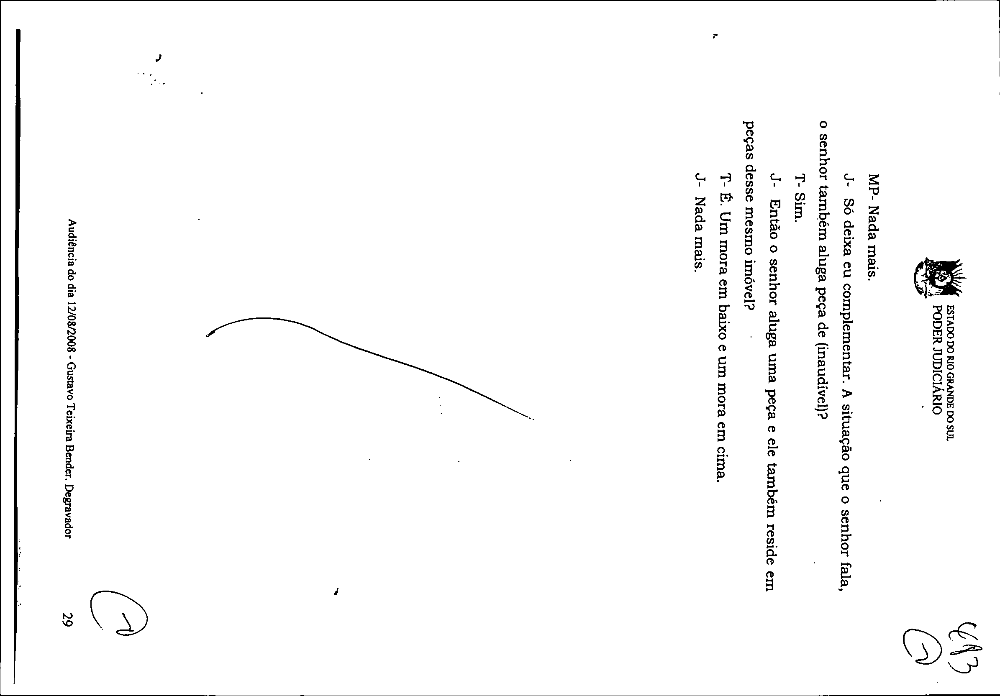 ESTADO DO RIO GRANDE DO SUL
PODER JUDICIÁRIO
MP- Nada mais.
J- Só deixa eu complementar. A situação que o senhor fala,
o senhor também aluga peça de (inaudível)?
T- Sim.
J- Então o senhor aluga uma peça e ele também reside em
peças desse mesmo imóvel?
T- É. Um mora em baixo e um mora em cima.
J- Nada mais.
Audiência do dia 12/08/2008 - Gustavo Teixeira Bender. Degravador
29